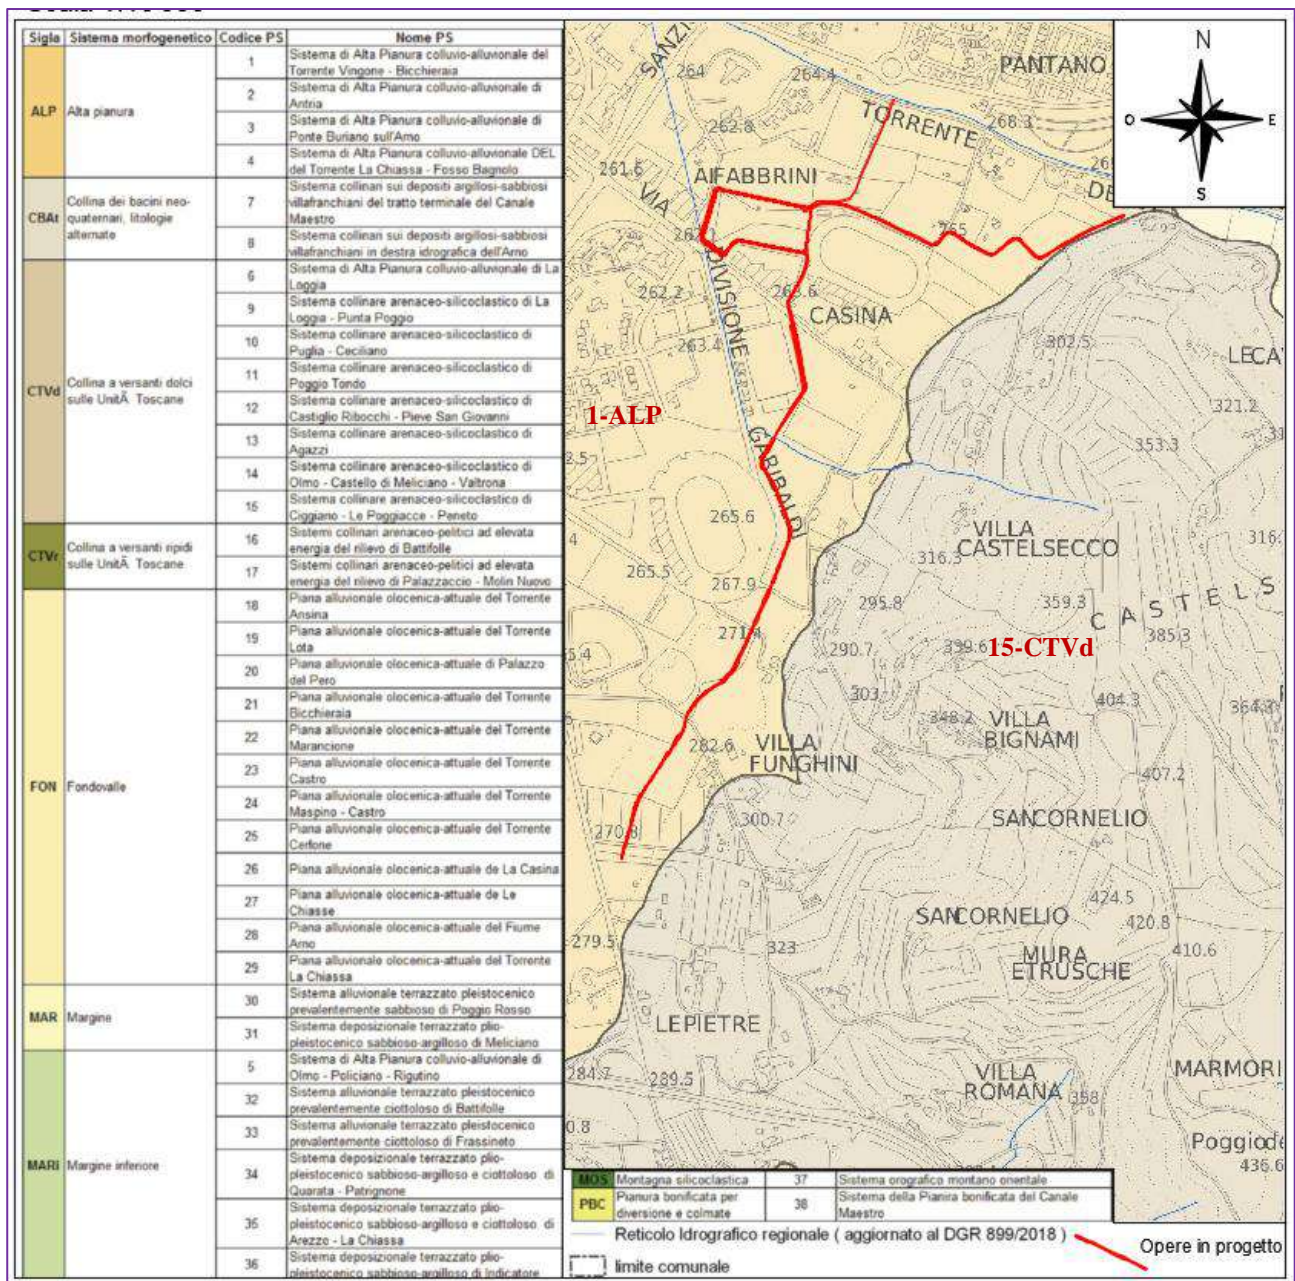 Sigla Sistema morfogenetico Codice PS Nome PS
ALP Alta pianura
1 Sistema di Alta Pianura colluvio-alluvionale del
Torrente Vingone - Bicchieraia
2 Sistema di Alta Pianura colluvio-alluvionale di
Antria
3 Sistema di Alta Pianura colluvio-alluvionale di
Ponte Buriano sull'Arno
4 Sistema di Alta Pianura colluvio-alluvionale DEL
del Torrente La Chiassa - Fosso Bagnolo
CBAt Collina dei bacini neo-
quaternari, litologie
alternate
7 Sistema collinari sui depositi argillosi-sabbiosi
villafranchiani del tratto terminale del Canale
Maestro
8 Sistema collinari sui depositi argillosi-sabbiosi
villafranchiani in destra idrografica dell'Arno
CTVd Collina a versanti dolci
sulle UnitÃ Toscane
6 Sistema di Alta Pianura colluvio-alluvionale di La
Loggia
9 Sistema collinare arenaceo-silicoclastico di La
Loggia - Punta Poggio
10 Sistema collinare arenaceo-silicoclastico di
Puglia - Ceciliano
11 Sistema collinare arenaceo-silicoclastico di
Poggio Tondo
12 Sistema collinare arenaceo-silicoclastico di
Castiglio Ribocchi - Pieve San Giovanni
13 Sistema collinare arenaceo-silicoclastico di
Agazzi
14 Sistema collinare arenaceo-silicoclastico di
Olmo - Castello di Meliciano - Valtrona
15 Sistema collinare arenaceo-silicoclastico di
Ciggiano - Le Poggiacce - Peneto
CTVr Collina a versanti ripidi
sulle UnitÃ Toscane
16 Sistemi collinari arenaceo-pelitici ad elevata
energia del rilievo di Battifolle
17 Sistemi collinari arenaceo-pelitici ad elevata
energia del rilievo di Palazzaccio - Molin Nuovo
FON Fondovalle
18 Piana alluvionale olocenica-attuale del Torrente
Ansina
19 Piana alluvionale olocenica-attuale del Torrente
Lota
20 Piana alluvionale olocenica-attuale di Palazzo
del Pero
21 Piana alluvionale olocenica-attuale del Torrente
Bicchieraia
22 Piana alluvionale olocenica-attuale del Torrente
Marancione
23 Piana alluvionale olocenica-attuale del Torrente
Castro
24 Piana alluvionale olocenica-attuale del Torrente
Maspino - Castro
25 Piana alluvionale olocenica-attuale del Torrente
Cerfone
26 Piana alluvionale olocenica-attuale de La Casina
27 Piana alluvionale olocenica-attuale de Le
Chiasse
28 Piana alluvionale olocenica-attuale del Fiume
Arno
29 Piana alluvionale olocenica-attuale del Torrente
La Chiassa
MAR Margine
30 Sistema alluvionale terrazzato pleistocenico
prevalentemente sabbioso di Poggio Rosso
31 Sistema deposizionale terrazzato plio-
pleistocenico sabbioso-argilloso di Meliciano
MARi Margine inferiore
5 Sistema di Alta Pianura colluvio-alluvionale di
Olmo - Policiano - Rigutino
32 Sistema alluvionale terrazzato pleistocenico
prevalentemente ciottoloso di Battifolle
33 Sistema alluvionale terrazzato pleistocenico
prevalentemente ciottoloso di Frassineto
34 Sistema deposizionale terrazzato plio-
pleistocenico sabbioso-argilloso e ciottoloso di
Quarata - Patrignone
35 Sistema deposizionale terrazzato plio-
pleistocenico sabbioso-argilloso e ciottoloso di
Arezzo - La Chiassa
36 Sistema deposizionale terrazzato plio-
pleistocenico sabbioso-argilloso di Indicatore
N
O E
S
SANZI
264
264.4
PANTANO
TORRENTE
268.3
262.8
261.6
AIFABBRINI
DE
VIA
265
DIVISIONE
262.2
CASINA
302.5
263.4
LECA
321.2
1-ALP
353.3
GARIBALDI
265.6
VILLA
CASTELSECCO
316.
265.5
267.9
295.8
359.3
CASTELS
385.3
271.4
290.7
15-CTVd
303
404.3
364.3
348.2
VILLA
BIGNAMI
282.6
VILLA
FUNGHINI
407.2
270.8
300.7
SANCORNELIO
424.5
SANCORNELIO
420.8
279.5
323
MURA
ETRUSCHE
410.6
LEPIETRE
284.7
289.5
VILLA
ROMANA
358
MARMORI
0.8
Poggiode
436.6
MOS Montagna silicoclastica 37 Sistema orografico montano orientale
PBC Pianura bonificata per
diversione e colmate
38 Sistema della Pianira bonificata del Canale
Maestro
Reticolo Idrografico regionale ( aggiornato al DGR 899/2018 )
Opere in progetto
limite comunale